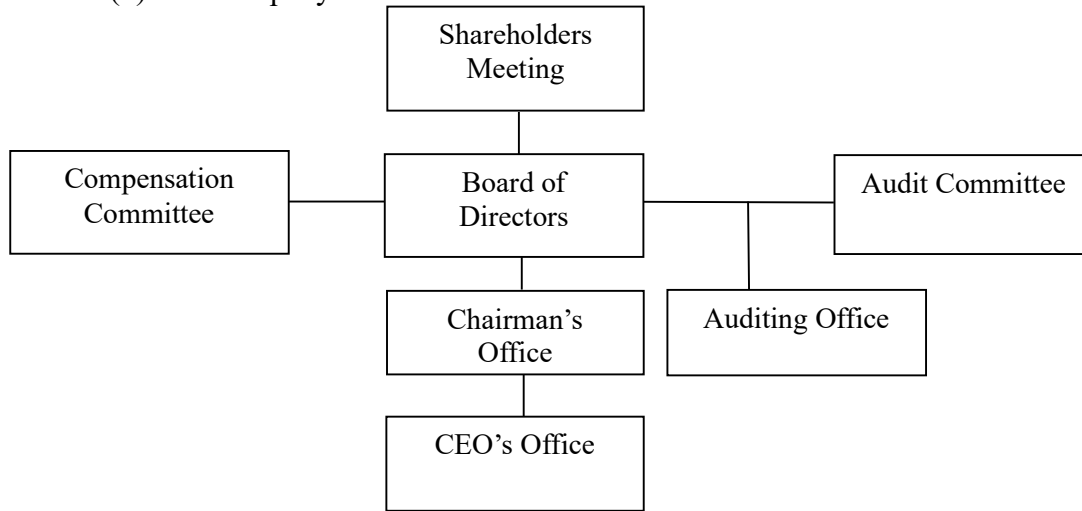 Shareholders
Meeting
Compensation
Committee
Board of
Directors
Audit Committee
Chairman’s
Office
Auditing Office
CEO’s Office